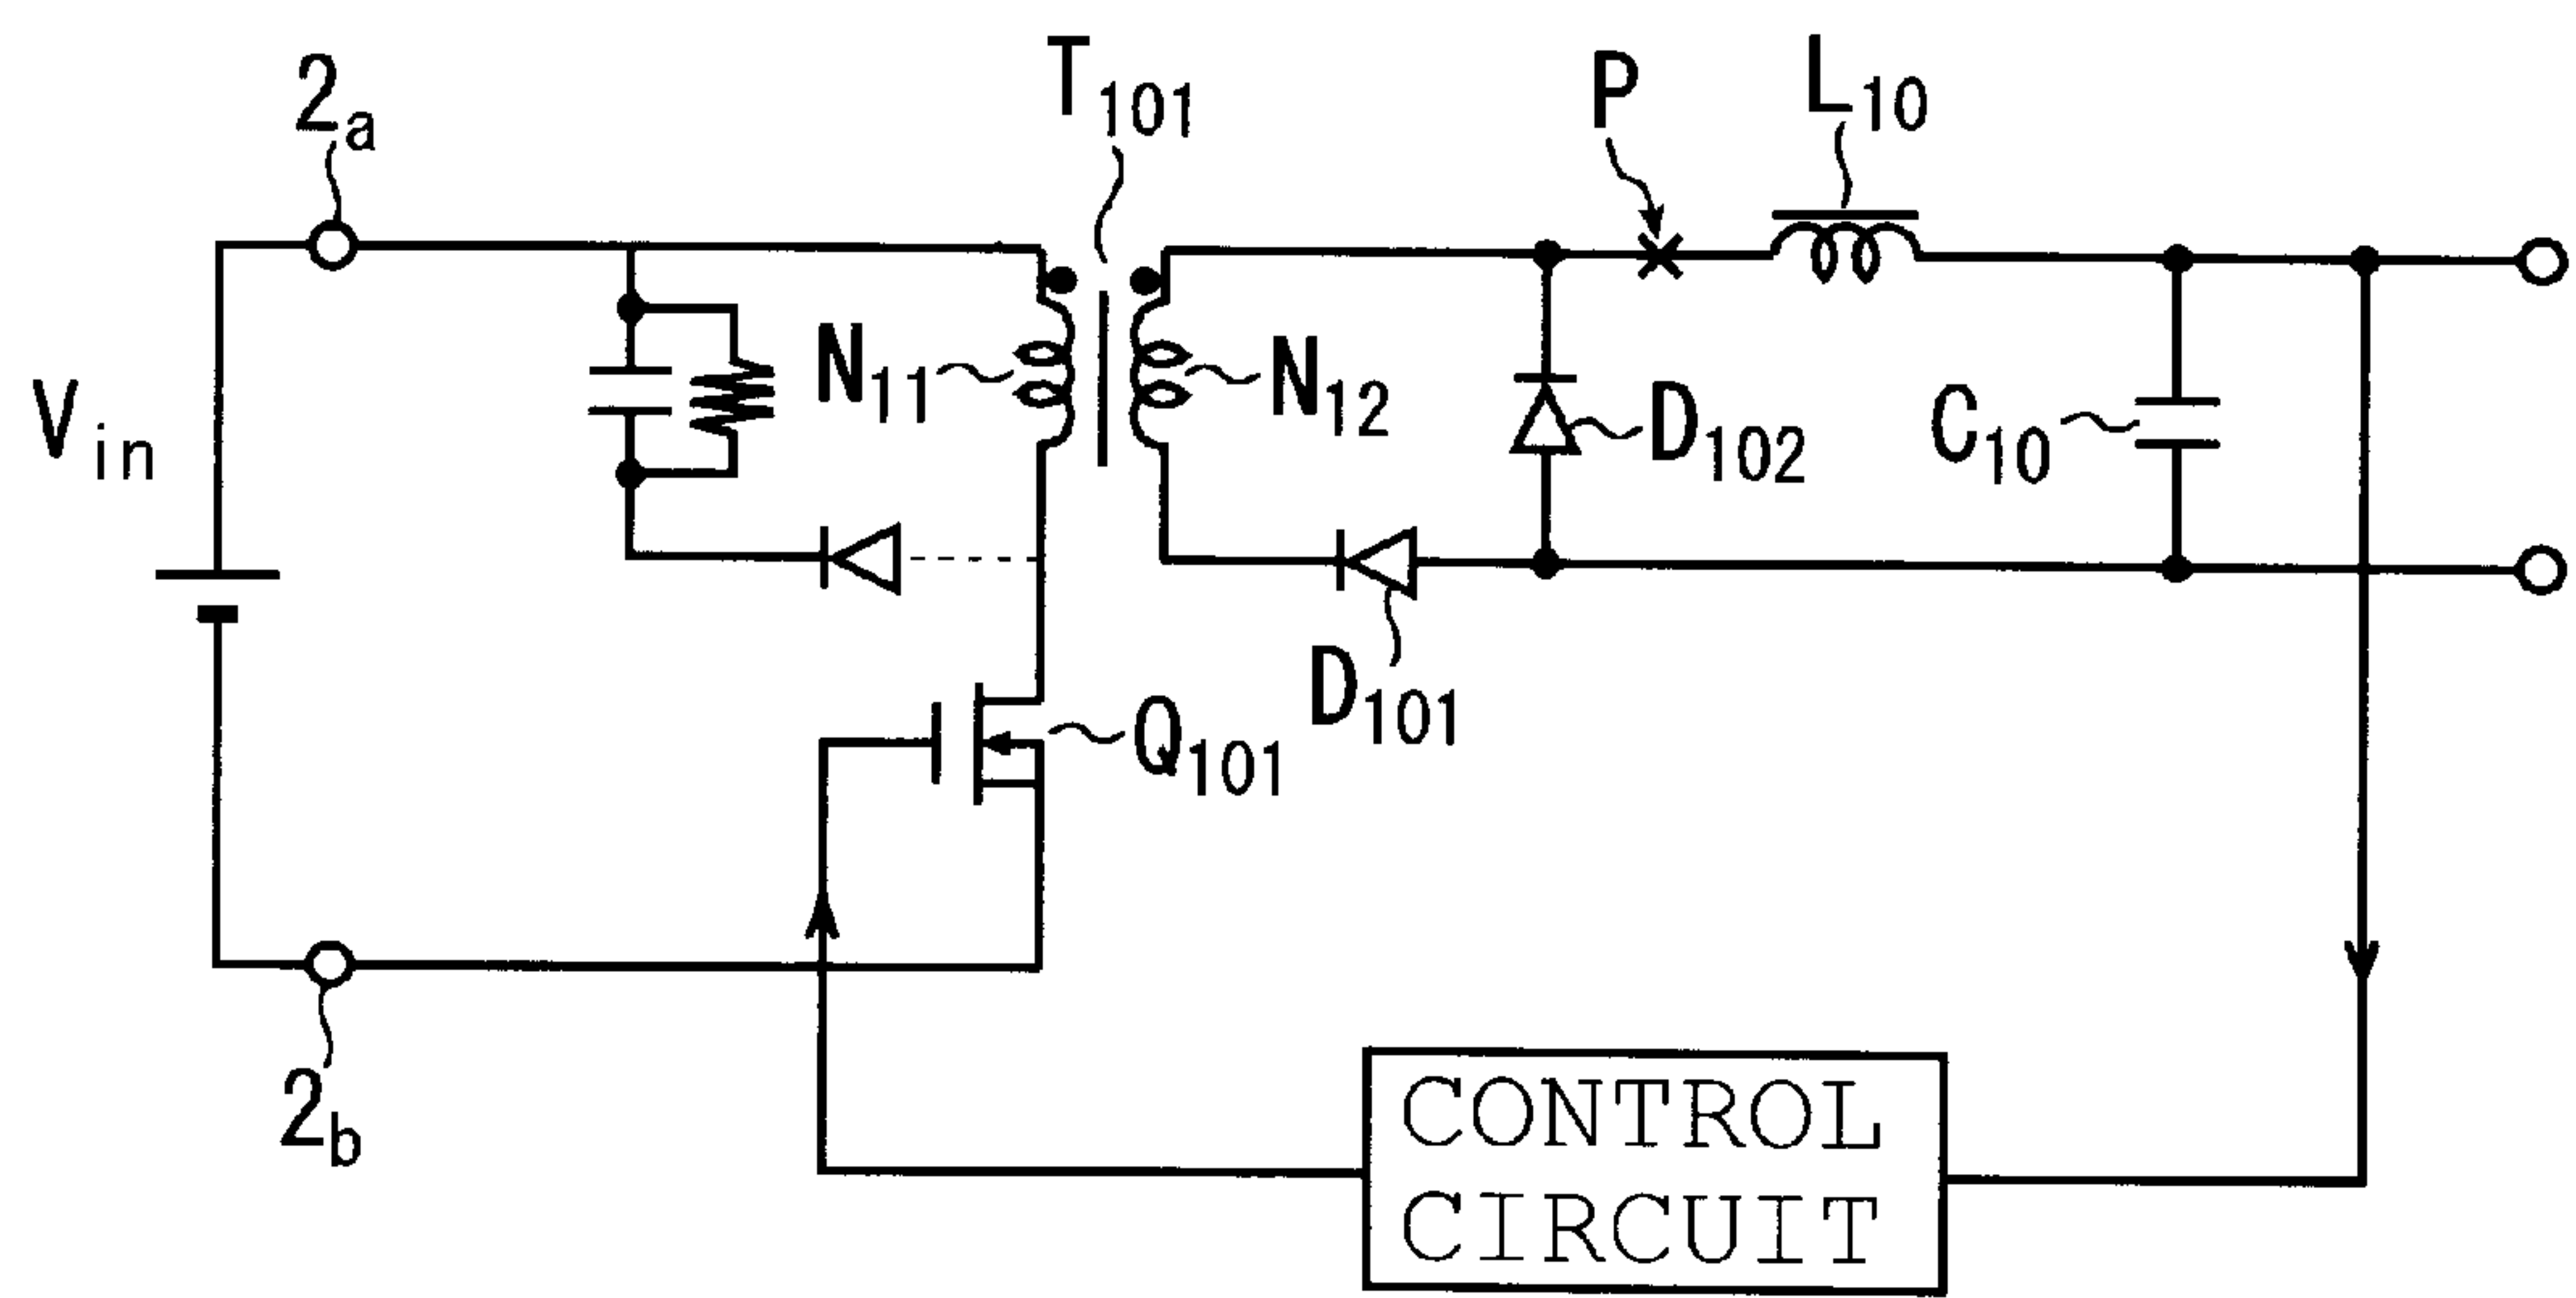 T101
P
L10
2a
Vin
N11
N12
D102
C10
D101
Q101
2b
CONTROL
CIRCUIT